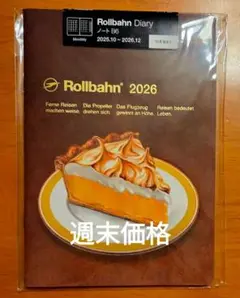 Rollbahn Diary
ノート B6
2025.10 ~ 2026.12
Monthly
Rollbahn® 2026
Ferne Reisen Die Propeller Das Flugzeug Reisen bedeutet
machen weise. drehen sich. gewinnt an Höhe. Leben.
週末価格